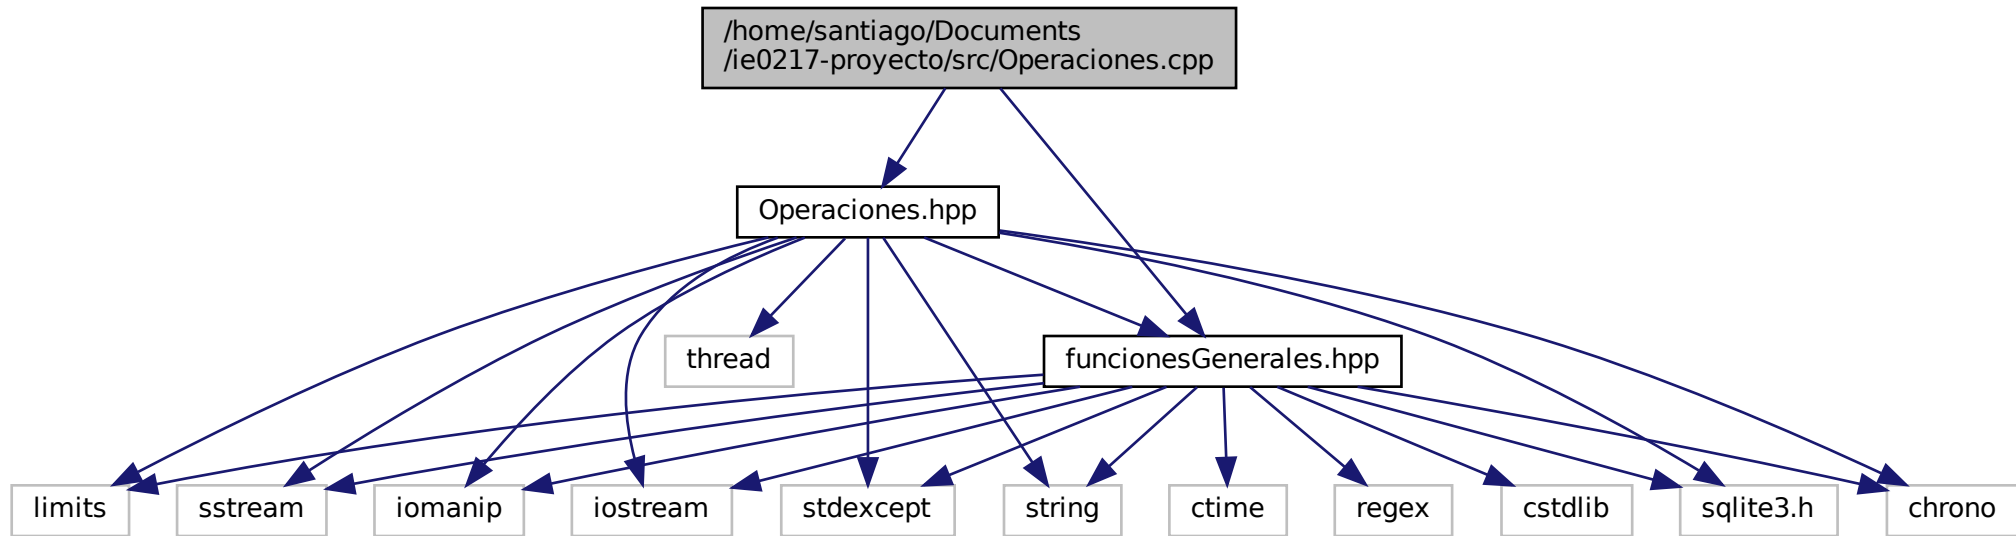 /home/santiago/Documents
/ie0217-proyecto/src/Operaciones.cpp
Operaciones.hpp
thread
funcionesGenerales.hpp
limits
sstream
iomanip
iostream
stdexcept
string
ctime
regex
cstdlib
sqlite3.h
chrono